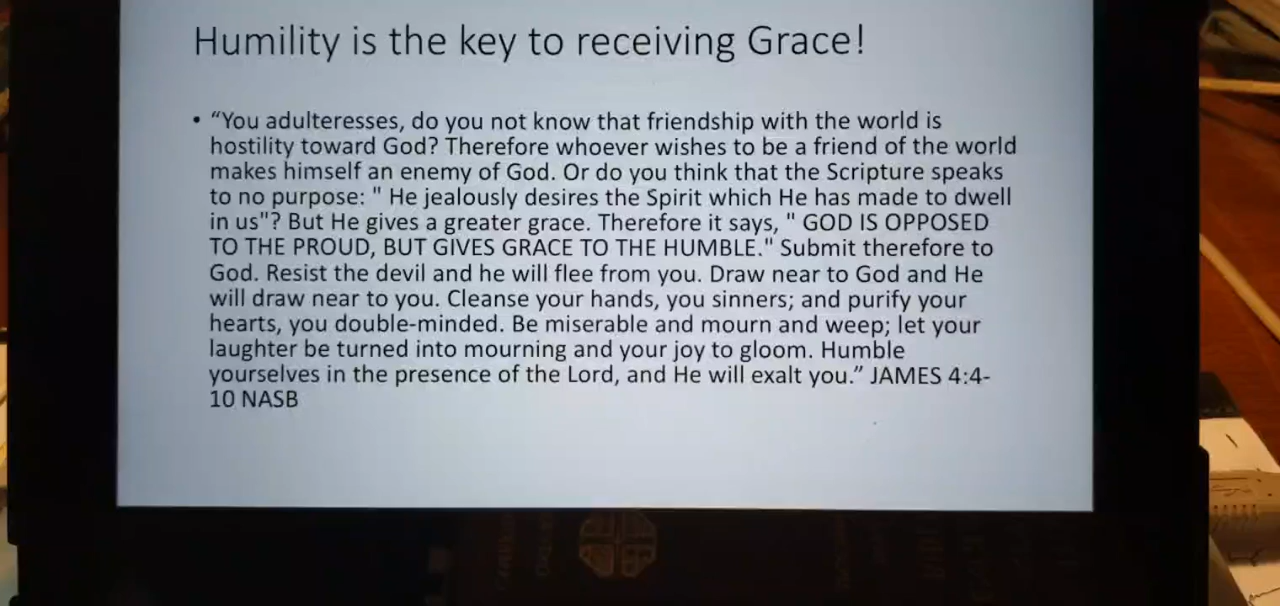 Humility is the key to receiving Grace!
• “You adulteresses, do you not know that friendship with the world is
hostility toward God? Therefore whoever wishes to be a friend of the world
makes himself an enemy of God. Or do you think that the Scripture speaks
to no purpose: " He jealously desires the Spirit which He has made to dwell
in us"? But He gives a greater grace. Therefore it says, " GOD IS OPPOSED
TO THE PROUD, BUT GIVES GRACE TO THE HUMBLE." Submit therefore to
God. Resist the devil and he will flee from you. Draw near to God and He
will draw near to you. Cleanse your hands, you sinners; and purify your
hearts, you double-minded. Be miserable and mourn and weep; let your
laughter be turned into mourning and your joy to gloom. Humble
yourselves in the presence of the Lord, and He will exalt you.” JAMES 4:4-
10 NASB